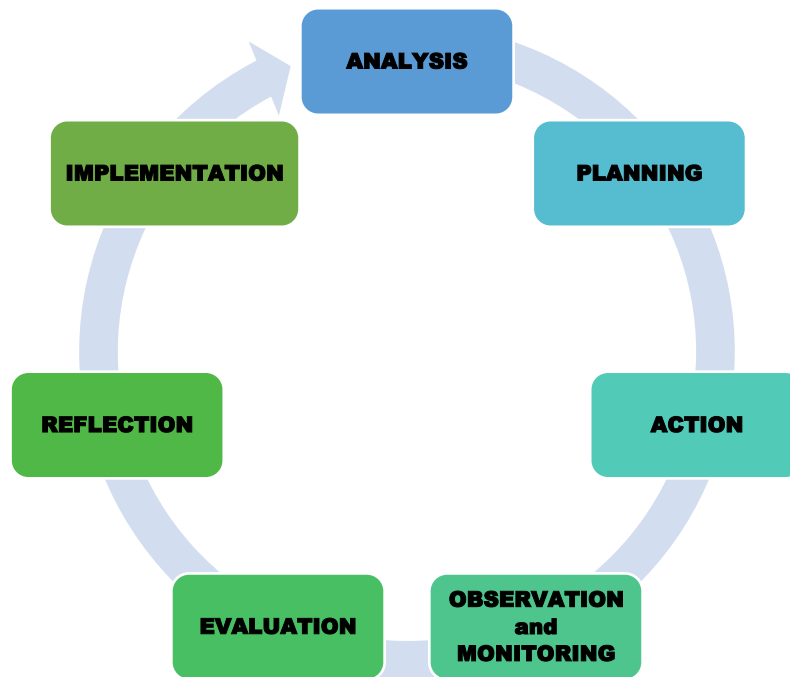 ANALYSIS
PLANNING
ACTION
OBSERVATION
and
MONITORING
EVALUATION
REFLECTION
IMPLEMENTATION